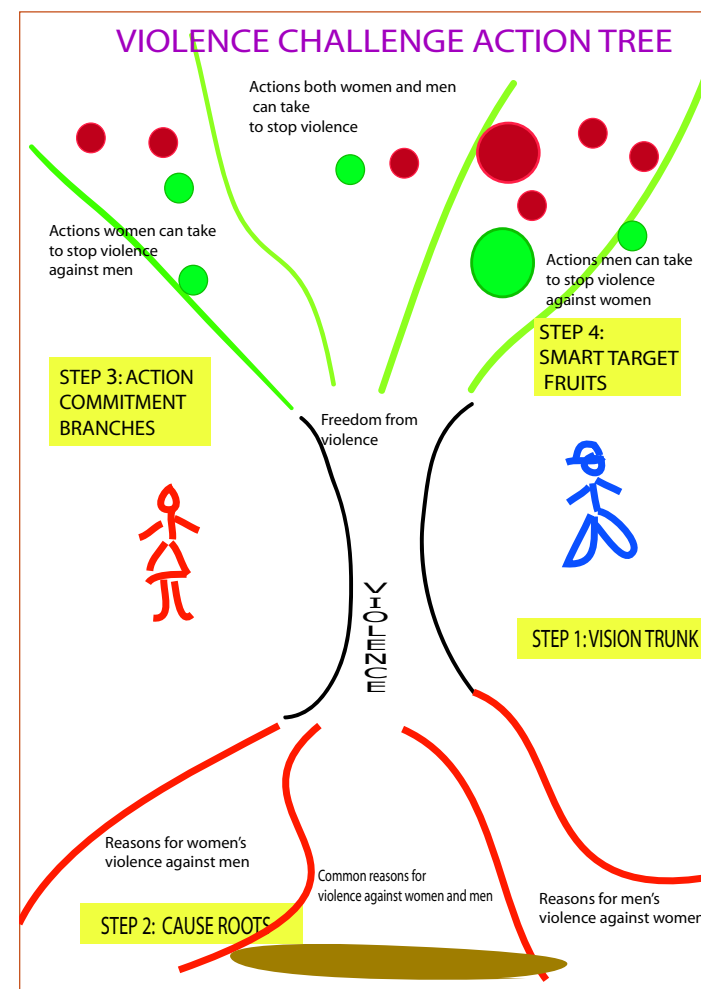 VIOLENCE CHALLENGE ACTION TREE
Actions both women and men
can take
to stop violence
Actions women can take
to stop violence
against men
Actions men can take
to stop violence
against women
STEP 4:
SMART TARGET
FRUITS
STEP 3: ACTION
COMMITMENT
BRANCHES
Freedom from
violence
VIOLENCE
STEP 1: VISION TRUNK
Reasons for women's
violence against men
Common reasons for
violence against women and men
Reasons for men's
violence against women
STEP 2: CAUSE ROOTS